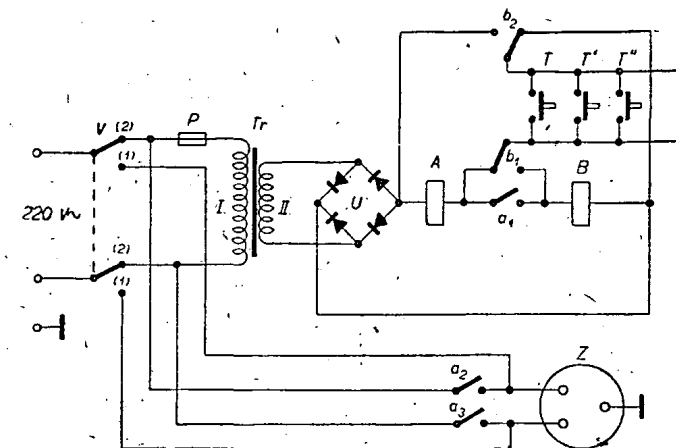 b₂
T T' T"
V (2) P Tr
(1)
A b₁ B
I II U
a₁
220 ∿
(2)
(1)
a₂ Z
a₃